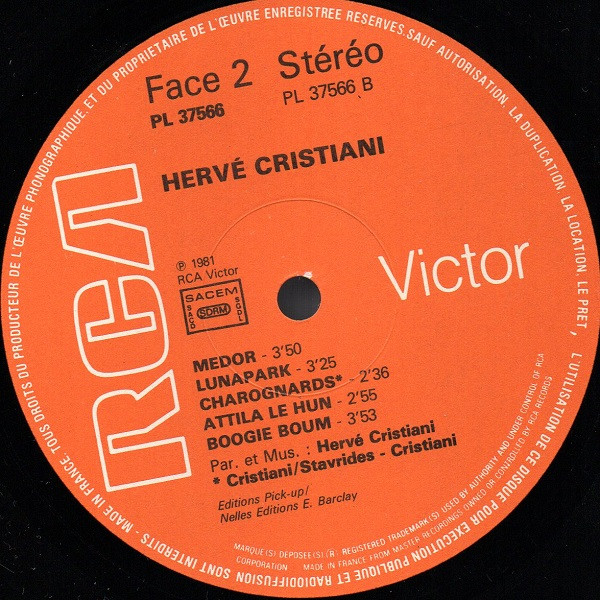 MADE IN FRANCE. TOUS DROITS DU PRODUCTEUR DE L'ŒUVRE PHONOGRAPHIQUE ET DU PROPRIETAIRE DE L'ŒUVRE ENREGISTREE RESERVES. SAUF AUTORISATION, LA DUPLICATION, LA LOCATION, LE PRET, L'UTILISATION DE CE DISQUE POUR EXECUTION PUBLIQUE ET RADIODIFFUSION SONT INTERDITS -
Face 2 Stéréo
PL 37566 PL 37566 B
HERVÉ CRISTIANI
RCA
Victor
℗ 1981
RCA Victor
SACEM
SACD SDRM SGDL
MEDOR - 3'50
LUNAPARK - 3'25
CHAROGNARDS* - 2'36
ATTILA LE HUN - 2'55
BOOGIE BOUM - 3'53
Par. et Mus. : Hervé Cristiani
* Cristiani/Stavrides - Cristiani
Editions Pick-up/
Nelles Editions E. Barclay
MARQUE(S) DEPOSEE(S). (R) REGISTERED TRADEMARK(S) USED BY AUTHORITY AND UNDER CONTROL OF RCA
CORPORATION MADE IN FRANCE FROM MASTER RECORDINGS OWNED OR CONTROLLED BY RCA RECORDS